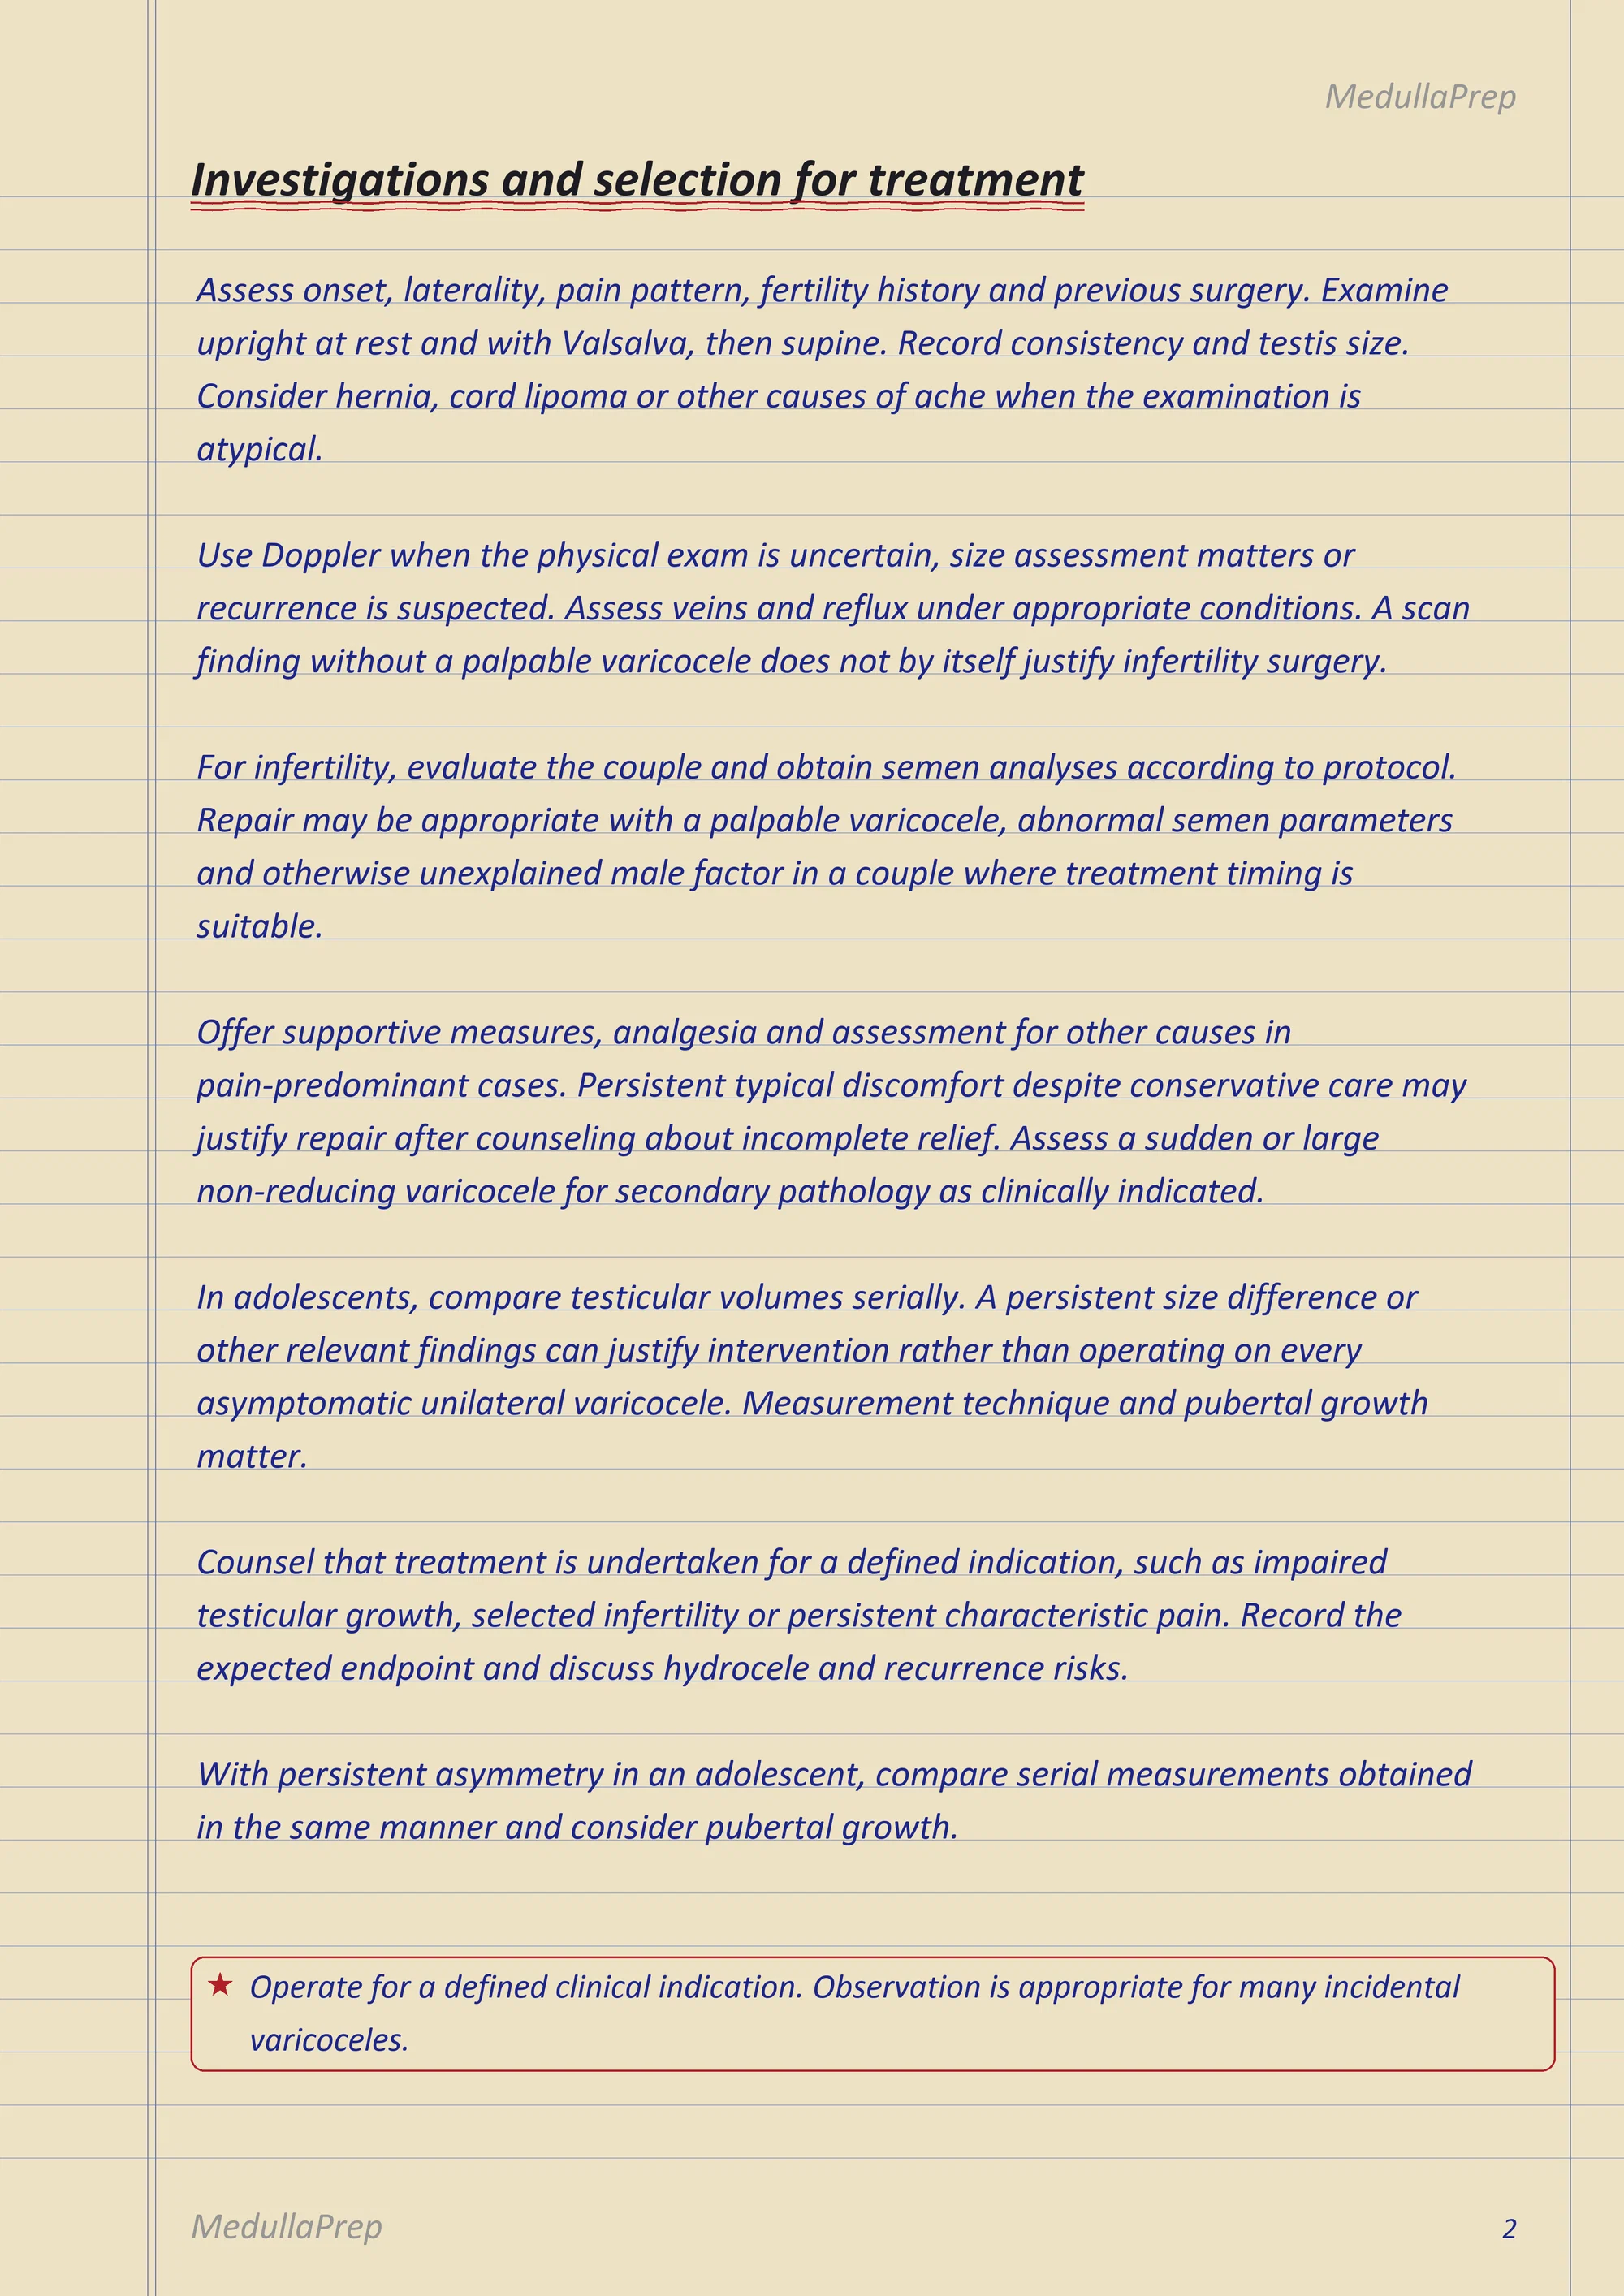 MedullaPrep
Investigations and selection for treatment
Assess onset, laterality, pain pattern, fertility history and previous surgery. Examine
upright at rest and with Valsalva, then supine. Record consistency and testis size.
Consider hernia, cord lipoma or other causes of ache when the examination is
atypical.
Use Doppler when the physical exam is uncertain, size assessment matters or
recurrence is suspected. Assess veins and reflux under appropriate conditions. A scan
finding without a palpable varicocele does not by itself justify infertility surgery.
For infertility, evaluate the couple and obtain semen analyses according to protocol.
Repair may be appropriate with a palpable varicocele, abnormal semen parameters
and otherwise unexplained male factor in a couple where treatment timing is
suitable.
Offer supportive measures, analgesia and assessment for other causes in
pain-predominant cases. Persistent typical discomfort despite conservative care may
justify repair after counseling about incomplete relief. Assess a sudden or large
non-reducing varicocele for secondary pathology as clinically indicated.
In adolescents, compare testicular volumes serially. A persistent size difference or
other relevant findings can justify intervention rather than operating on every
asymptomatic unilateral varicocele. Measurement technique and pubertal growth
matter.
Counsel that treatment is undertaken for a defined indication, such as impaired
testicular growth, selected infertility or persistent characteristic pain. Record the
expected endpoint and discuss hydrocele and recurrence risks.
With persistent asymmetry in an adolescent, compare serial measurements obtained
in the same manner and consider pubertal growth.
★ Operate for a defined clinical indication. Observation is appropriate for many incidental
varicoceles.
MedullaPrep
2